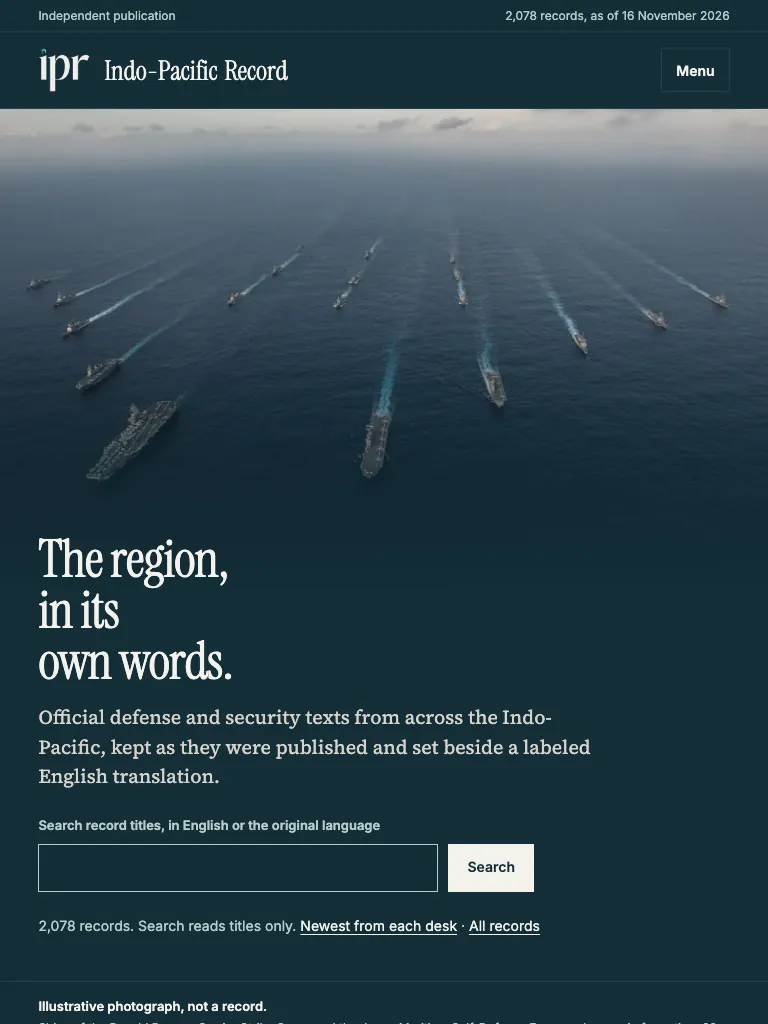 Independent publication
2,078 records, as of 16 November 2026
ipr Indo-Pacific Record
Menu
The region,
in its
own words.
Official defense and security texts from across the Indo-
Pacific, kept as they were published and set beside a labeled
English translation.
Search record titles, in English or the original language
Search
2,078 records. Search reads titles only. Newest from each desk · All records
Illustrative photograph, not a record.